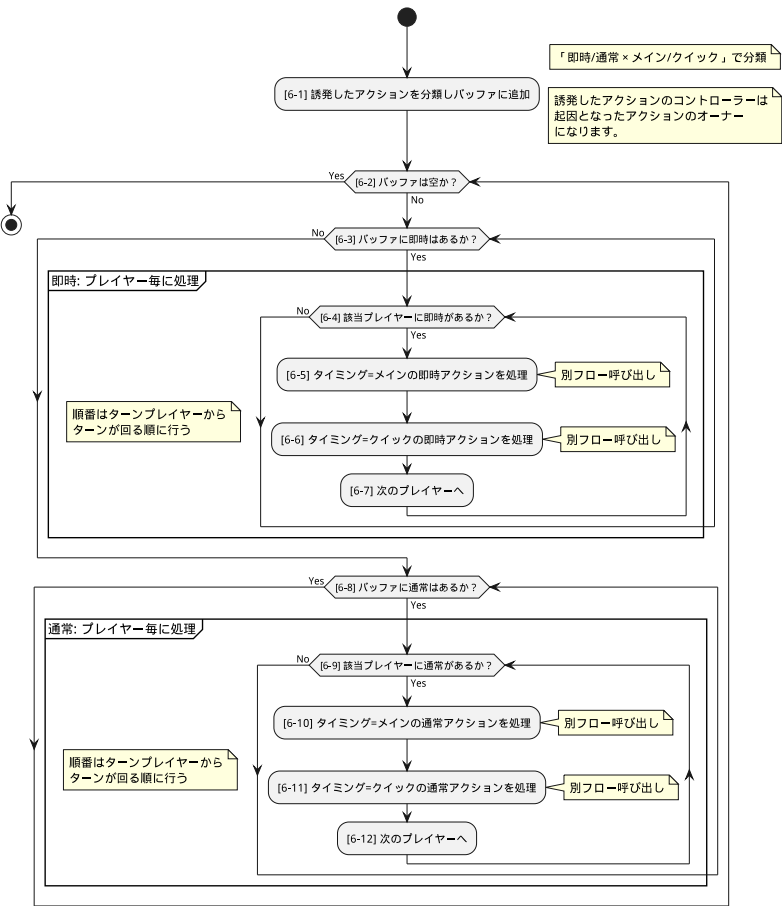 「即時/通常 × メイン/クイック」で分類
[6-1] 誘発したアクションを分類しバッファに追加
誘発したアクションのコントローラーは
起因となったアクションのオーナー
になります。
Yes
[6-2] バッファは空か？
No
No
[6-3] バッファに即時はあるか？
Yes
即時: プレイヤー毎に処理
No
[6-4] 該当プレイヤーに即時があるか？
Yes
[6-5] タイミング=メインの即時アクションを処理
別フロー呼び出し
順番はターンプレイヤーから
ターンが回る順に行う
[6-6] タイミング=クイックの即時アクションを処理
別フロー呼び出し
[6-7] 次のプレイヤーへ
Yes
[6-8] バッファに通常はあるか？
Yes
通常: プレイヤー毎に処理
No
[6-9] 該当プレイヤーに通常があるか？
Yes
[6-10] タイミング=メインの通常アクションを処理
別フロー呼び出し
順番はターンプレイヤーから
ターンが回る順に行う
[6-11] タイミング=クイックの通常アクションを処理
別フロー呼び出し
[6-12] 次のプレイヤーへ